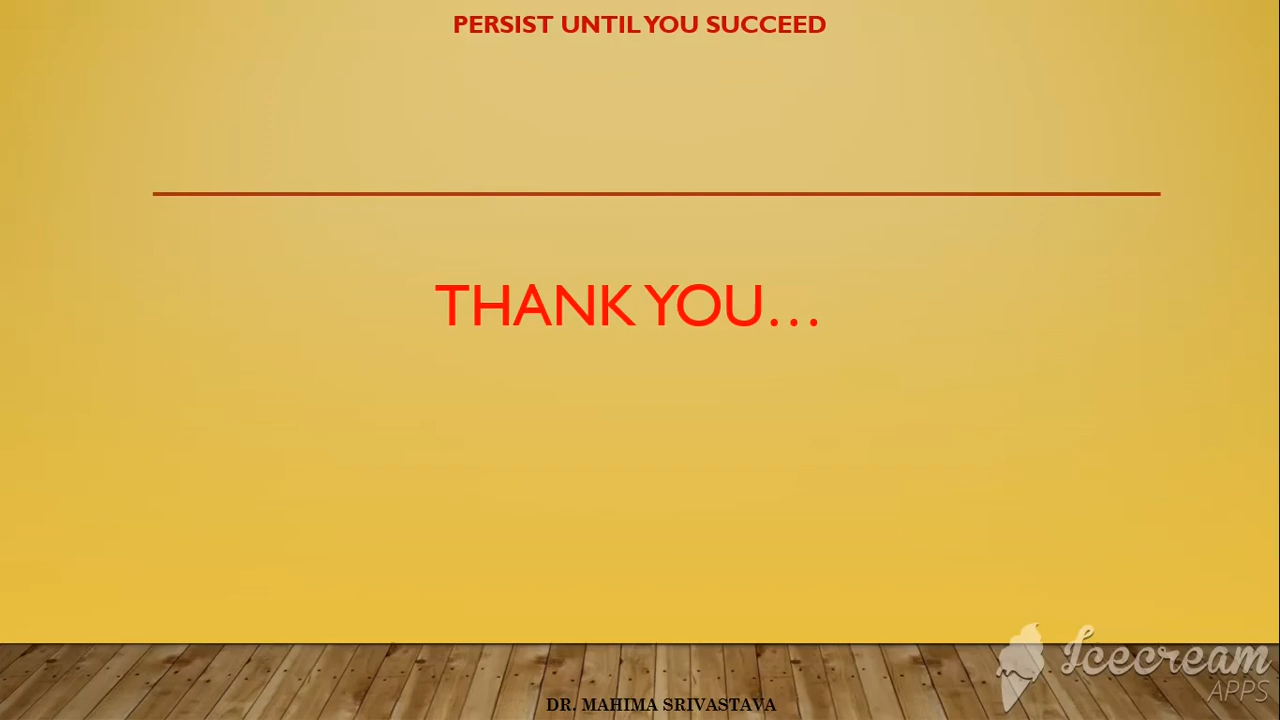 PERSIST UNTIL YOU SUCCEED
THANK YOU...
Icecream
APPS
DR. MAHIMA SRIVASTAVA